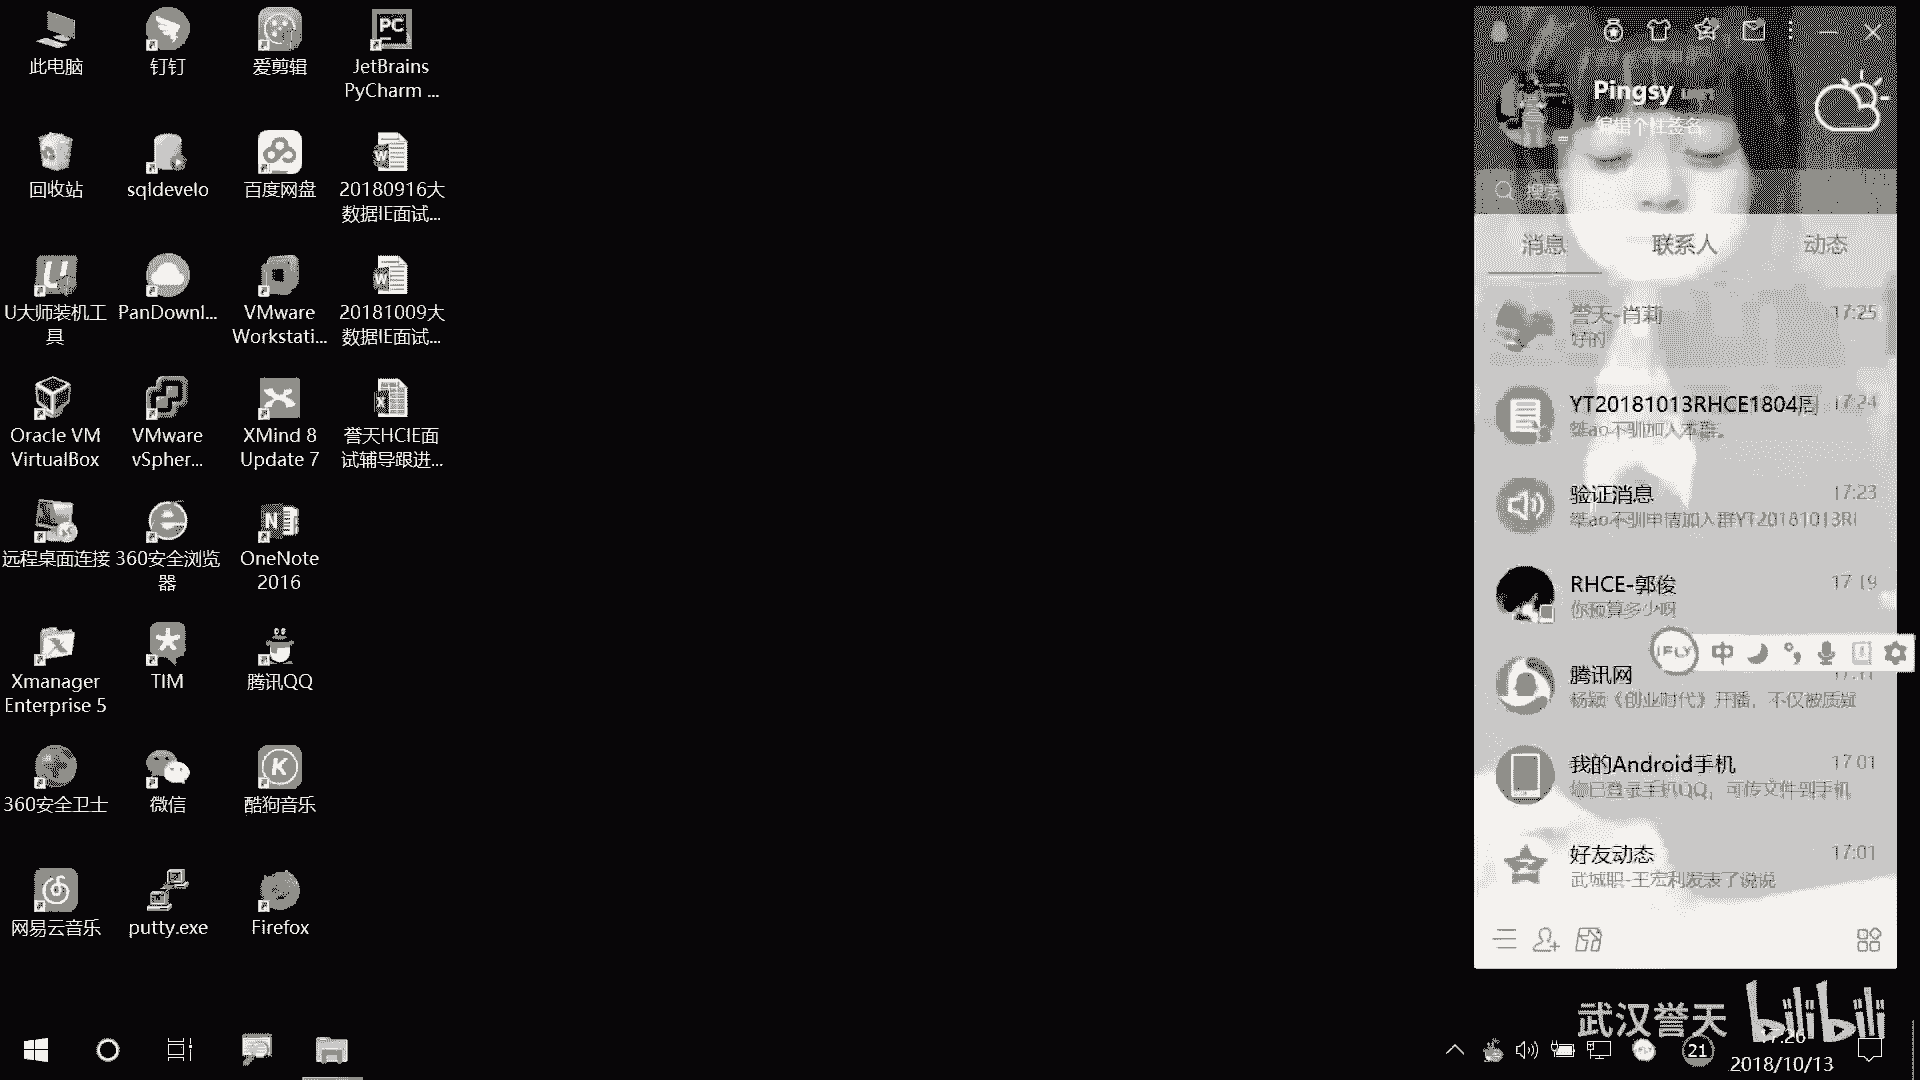 此电脑
钉钉
爱剪辑
JetBrains
PyCharm ...
回收站
sqldevelo
百度网盘
20180916大
数据IE面试...
U大师装机工
具
PanDownl...
VMware
Workstati...
20181009大
数据IE面试...
Oracle VM
VirtualBox
VMware
vSpher...
XMind 8
Update 7
誉天HCIE面
试辅导跟进...
远程桌面连接
360安全浏览
器
OneNote
2016
Xmanager
Enterprise 5
TIM
腾讯QQ
360安全卫士
微信
酷狗音乐
网易云音乐
putty.exe
Firefox
Pingsy
编辑个性签名
搜索
消息
联系人
动态
誉天-肖莉
17:25
好的
YT20181013RHCE1804周
17:24
桀ao不驯加入本群。
验证消息
17:23
桀ao不驯申请加入群YT20181013RI
RHCE-郭俊
17:19
你预算多少呀
iFLY
中
腾讯网
杨颖《创业时代》开播，不仅被质疑
我的Android手机
17:01
您已登录手机QQ，可传文件到手机
好友动态
17:01
武城职-王宏利发表了说说
武汉誉天
bilibili
21
17:26
2018/10/13